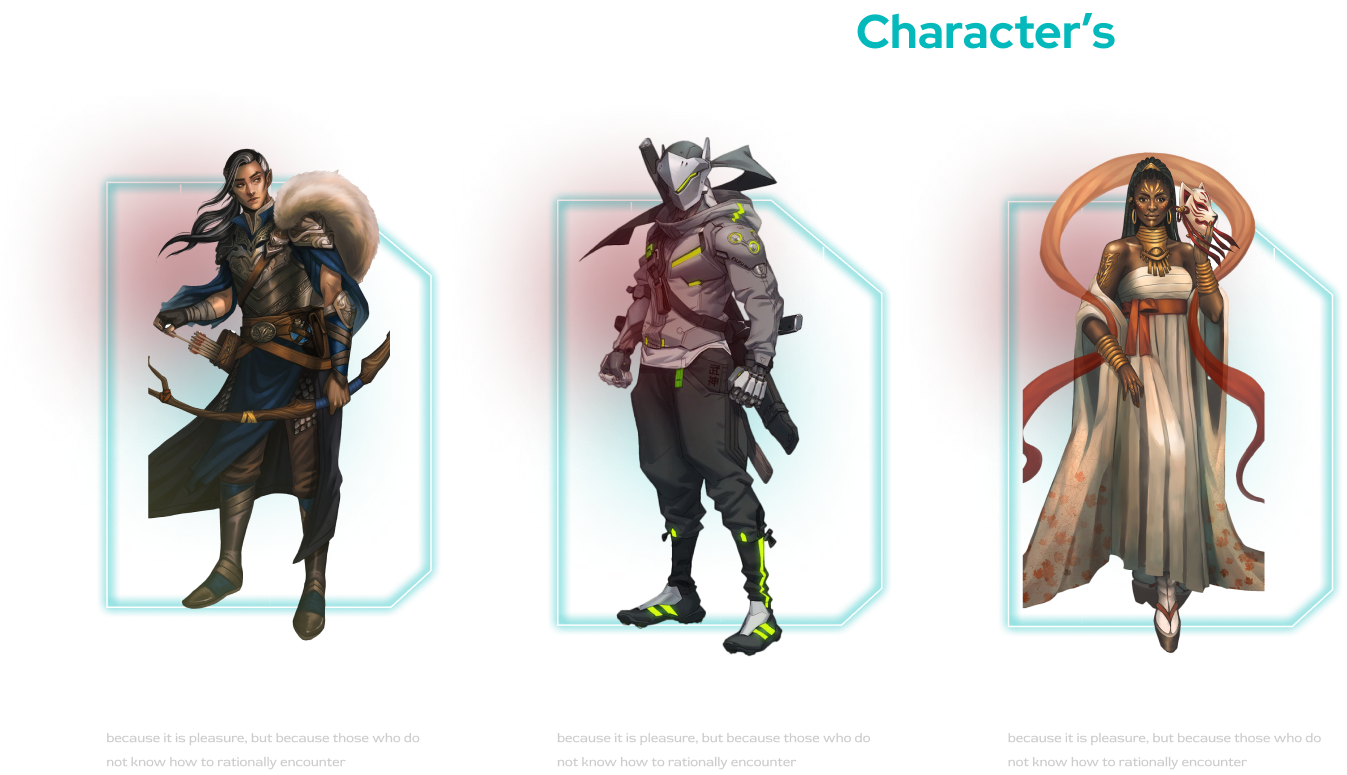 Character’s
because it is pleasure, but because those who do
not know how to rationally encounter
because it is pleasure, but because those who do
not know how to rationally encounter
because it is pleasure, but because those who do
not know how to rationally encounter